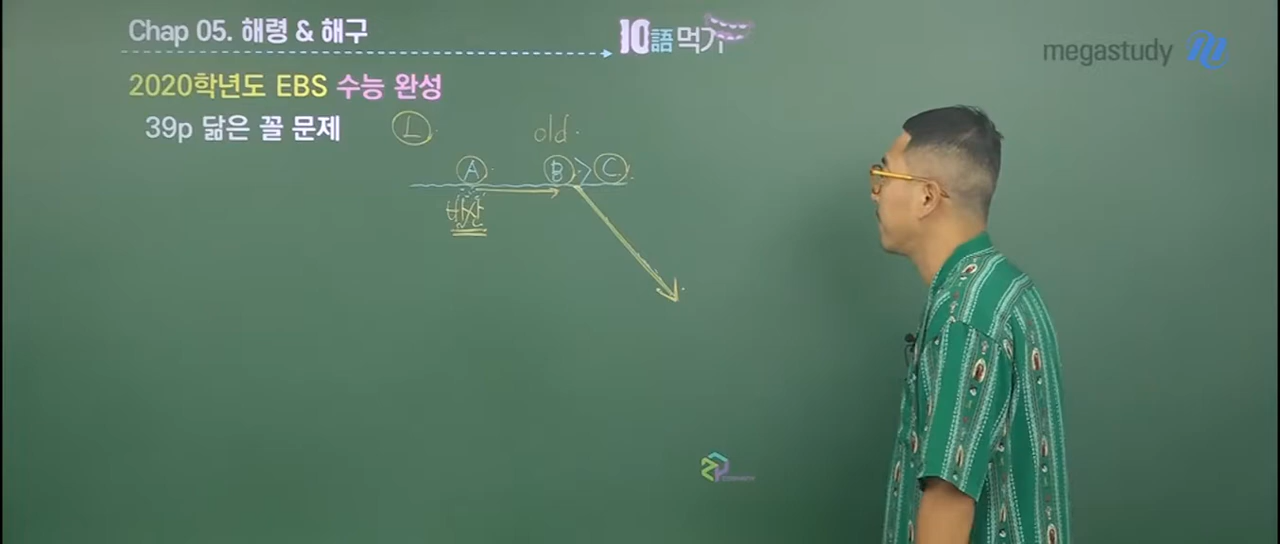 Chap 05. 해령 & 해구
10語먹기
megastudy
2020학년도 EBS 수능 완성
39p 닮은 꼴 문제
L
old
A B > C
발산